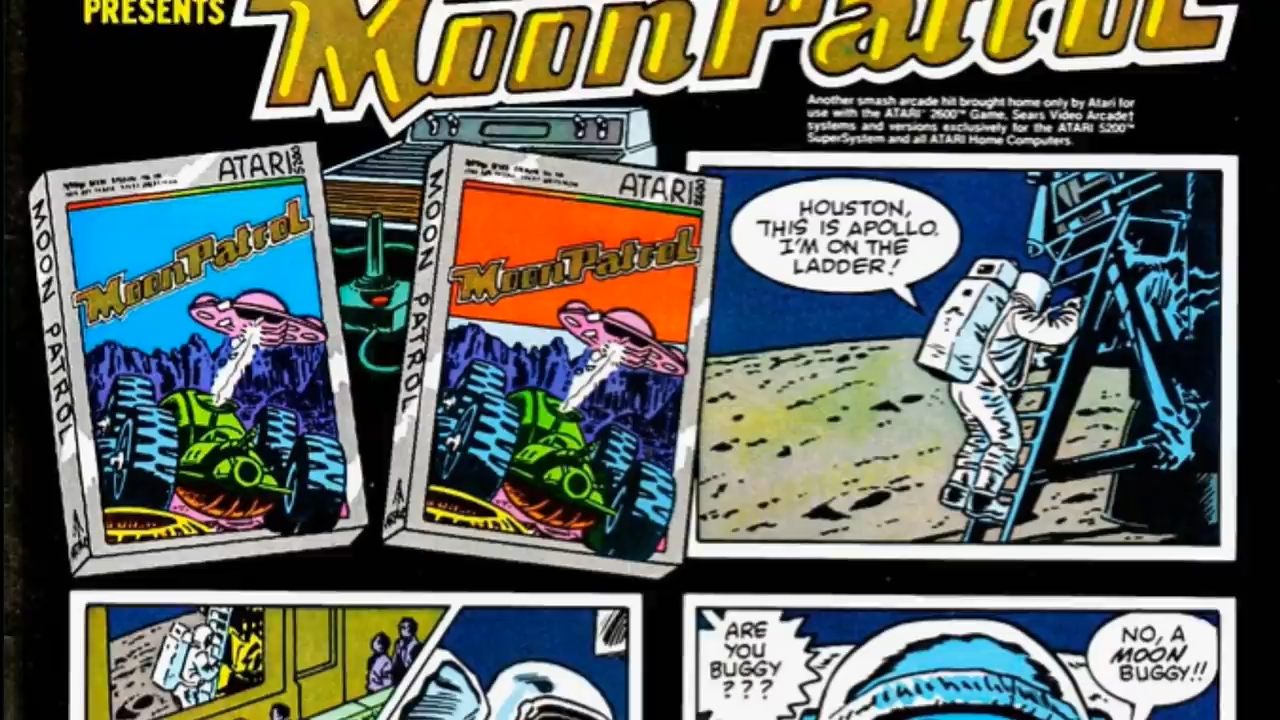 PRESENTS
Moon Patrol
Another smash arcade hit brought home only by Atari for
use with the ATARI® 2600™ Game, Sears Video Arcade‡
systems and versions exclusively for the ATARI 5200™
SuperSystem and all ATARI Home Computers.
ATARI 5200
MOON PATROL
Moon Patrol
ATARI
MOON PATROL
Moon Patrol
HOUSTON,
THIS IS APOLLO.
I'M ON THE
LADDER!
ARE
YOU
BUGGY
???
NO, A
MOON
BUGGY!!